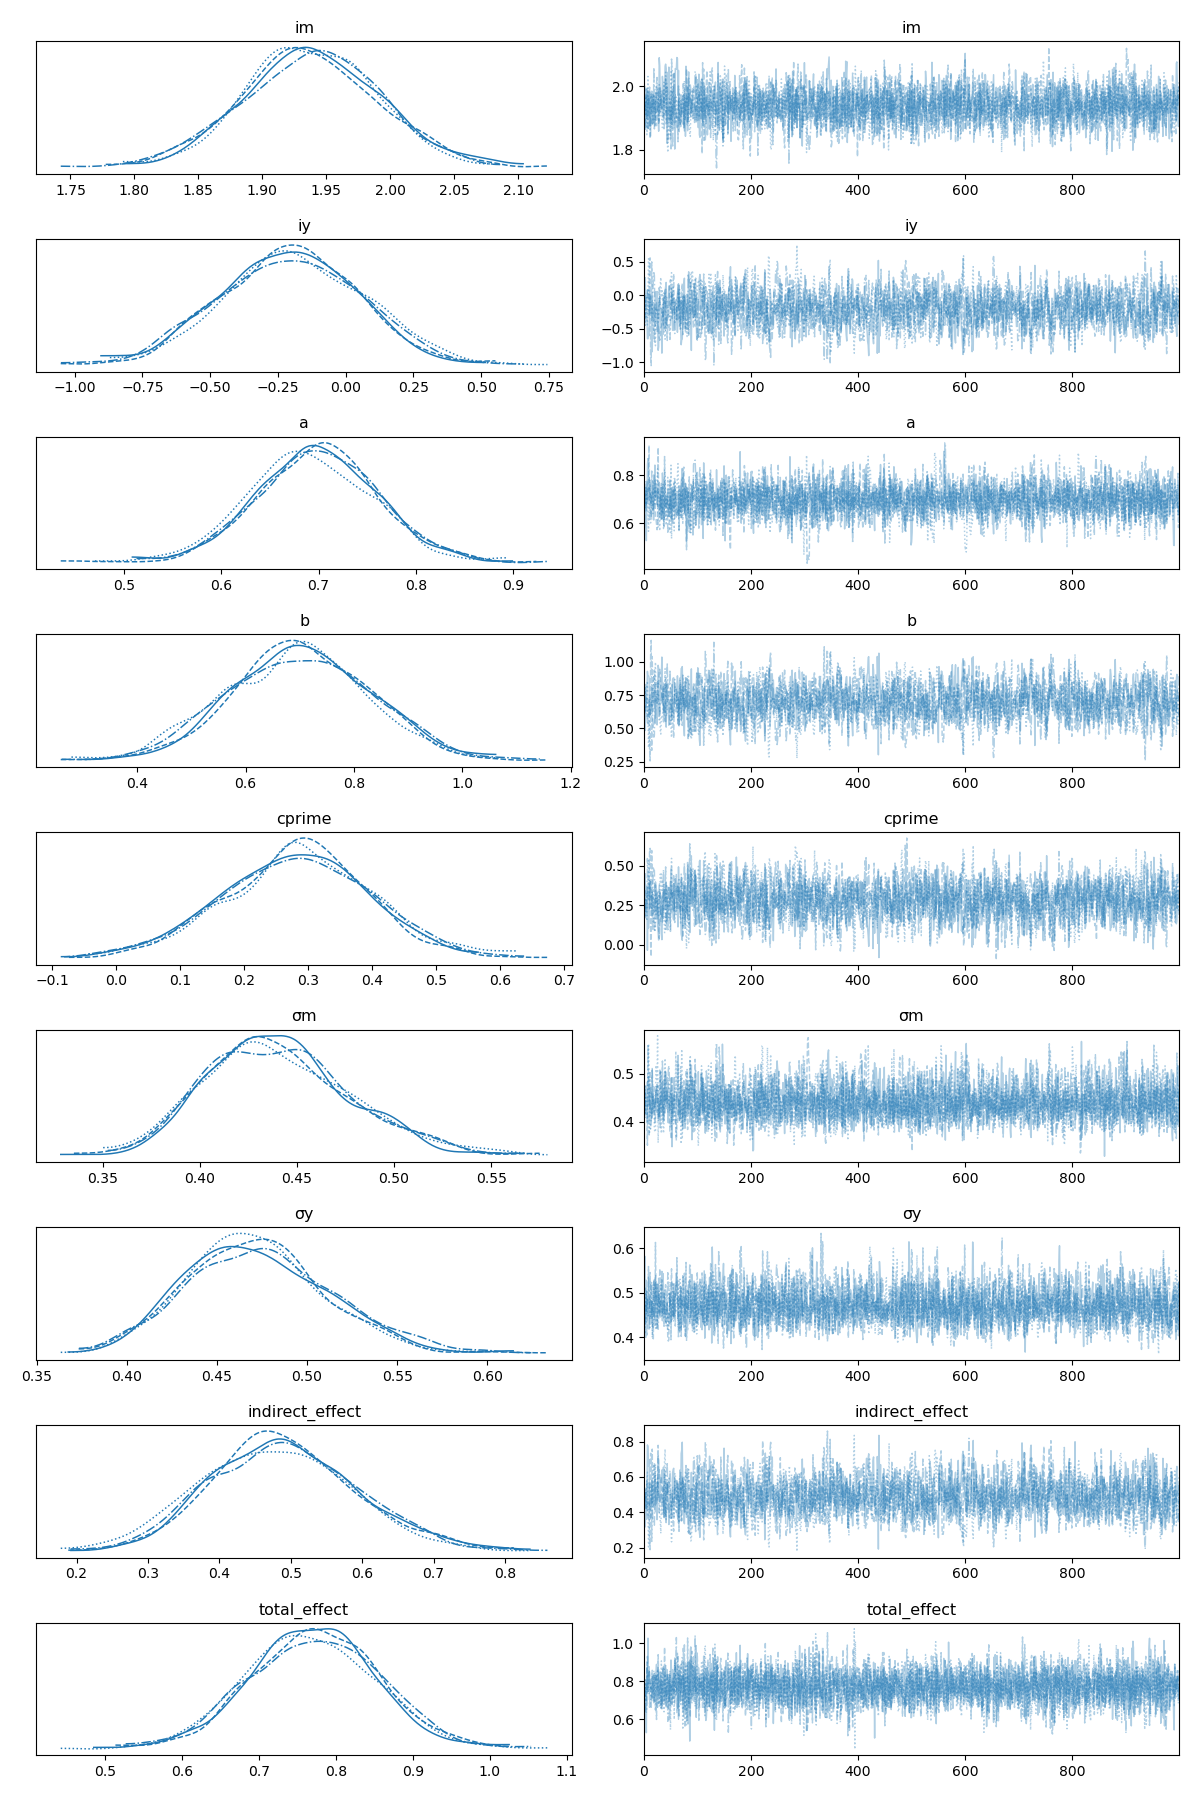 im im
2.0
1.8
1.75 1.80 1.85 1.90 1.95 2.00 2.05 2.10 0 200 400 600 800
iy iy
0.5
0.0
−0.5
−1.0
−1.00 −0.75 −0.50 −0.25 0.00 0.25 0.50 0.75 0 200 400 600 800
a a
0.8
0.6
0.5 0.6 0.7 0.8 0.9 0 200 400 600 800
b b
1.00
0.75
0.50
0.25
0.4 0.6 0.8 1.0 1.2 0 200 400 600 800
cprime cprime
0.50
0.25
0.00
−0.1 0.0 0.1 0.2 0.3 0.4 0.5 0.6 0.7 0 200 400 600 800
σm σm
0.5
0.4
0.35 0.40 0.45 0.50 0.55 0 200 400 600 800
σy σy
0.6
0.5
0.4
0.35 0.40 0.45 0.50 0.55 0.60 0 200 400 600 800
indirect_effect indirect_effect
0.8
0.6
0.4
0.2
0.2 0.3 0.4 0.5 0.6 0.7 0.8 0 200 400 600 800
total_effect total_effect
1.0
0.8
0.6
0.5 0.6 0.7 0.8 0.9 1.0 1.1 0 200 400 600 800